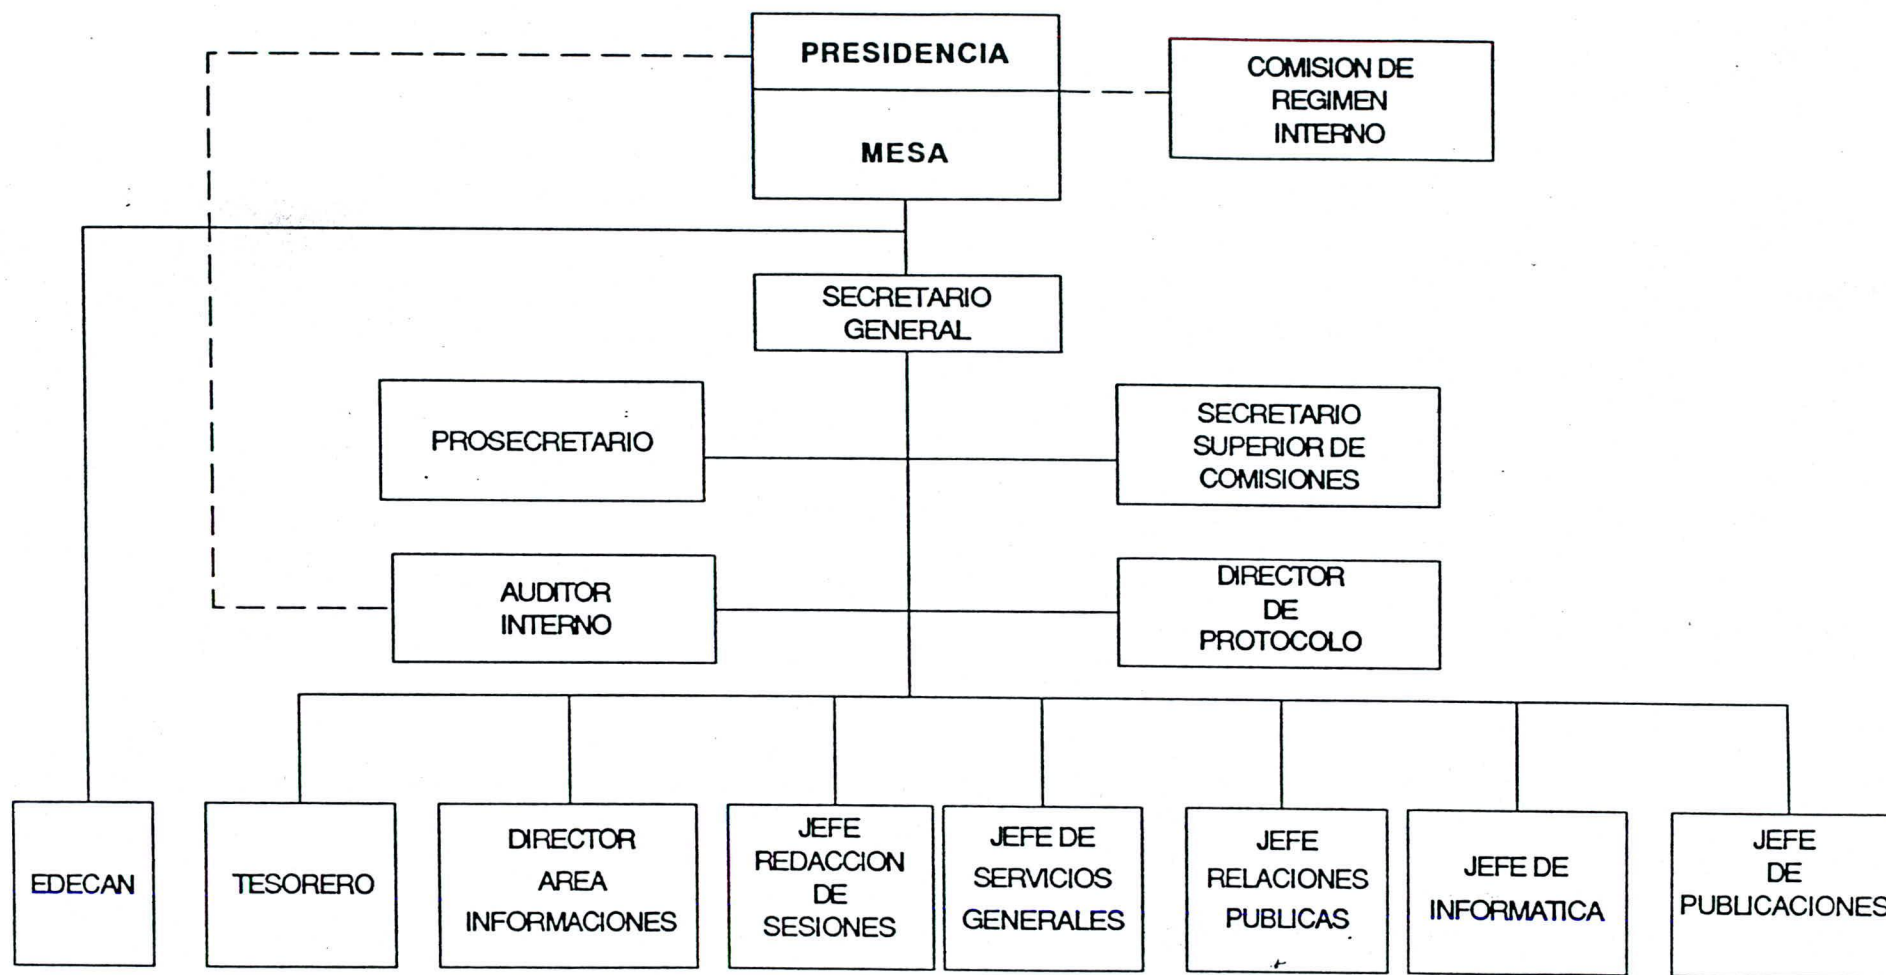 PRESIDENCIA
MESA
COMISION DE
REGIMEN
INTERNO
SECRETARIO
GENERAL
PROSECRETARIO
SECRETARIO
SUPERIOR DE
COMISIONES
AUDITOR
INTERNO
DIRECTOR
DE
PROTOCOLO
EDECAN
TESORERO
DIRECTOR
AREA
INFORMACIONES
JEFE
REDACCION
DE
SESIONES
JEFE DE
SERVICIOS
GENERALES
JEFE
RELACIONES
PUBLICAS
JEFE DE
INFORMATICA
JEFE
DE
PUBLICACIONES